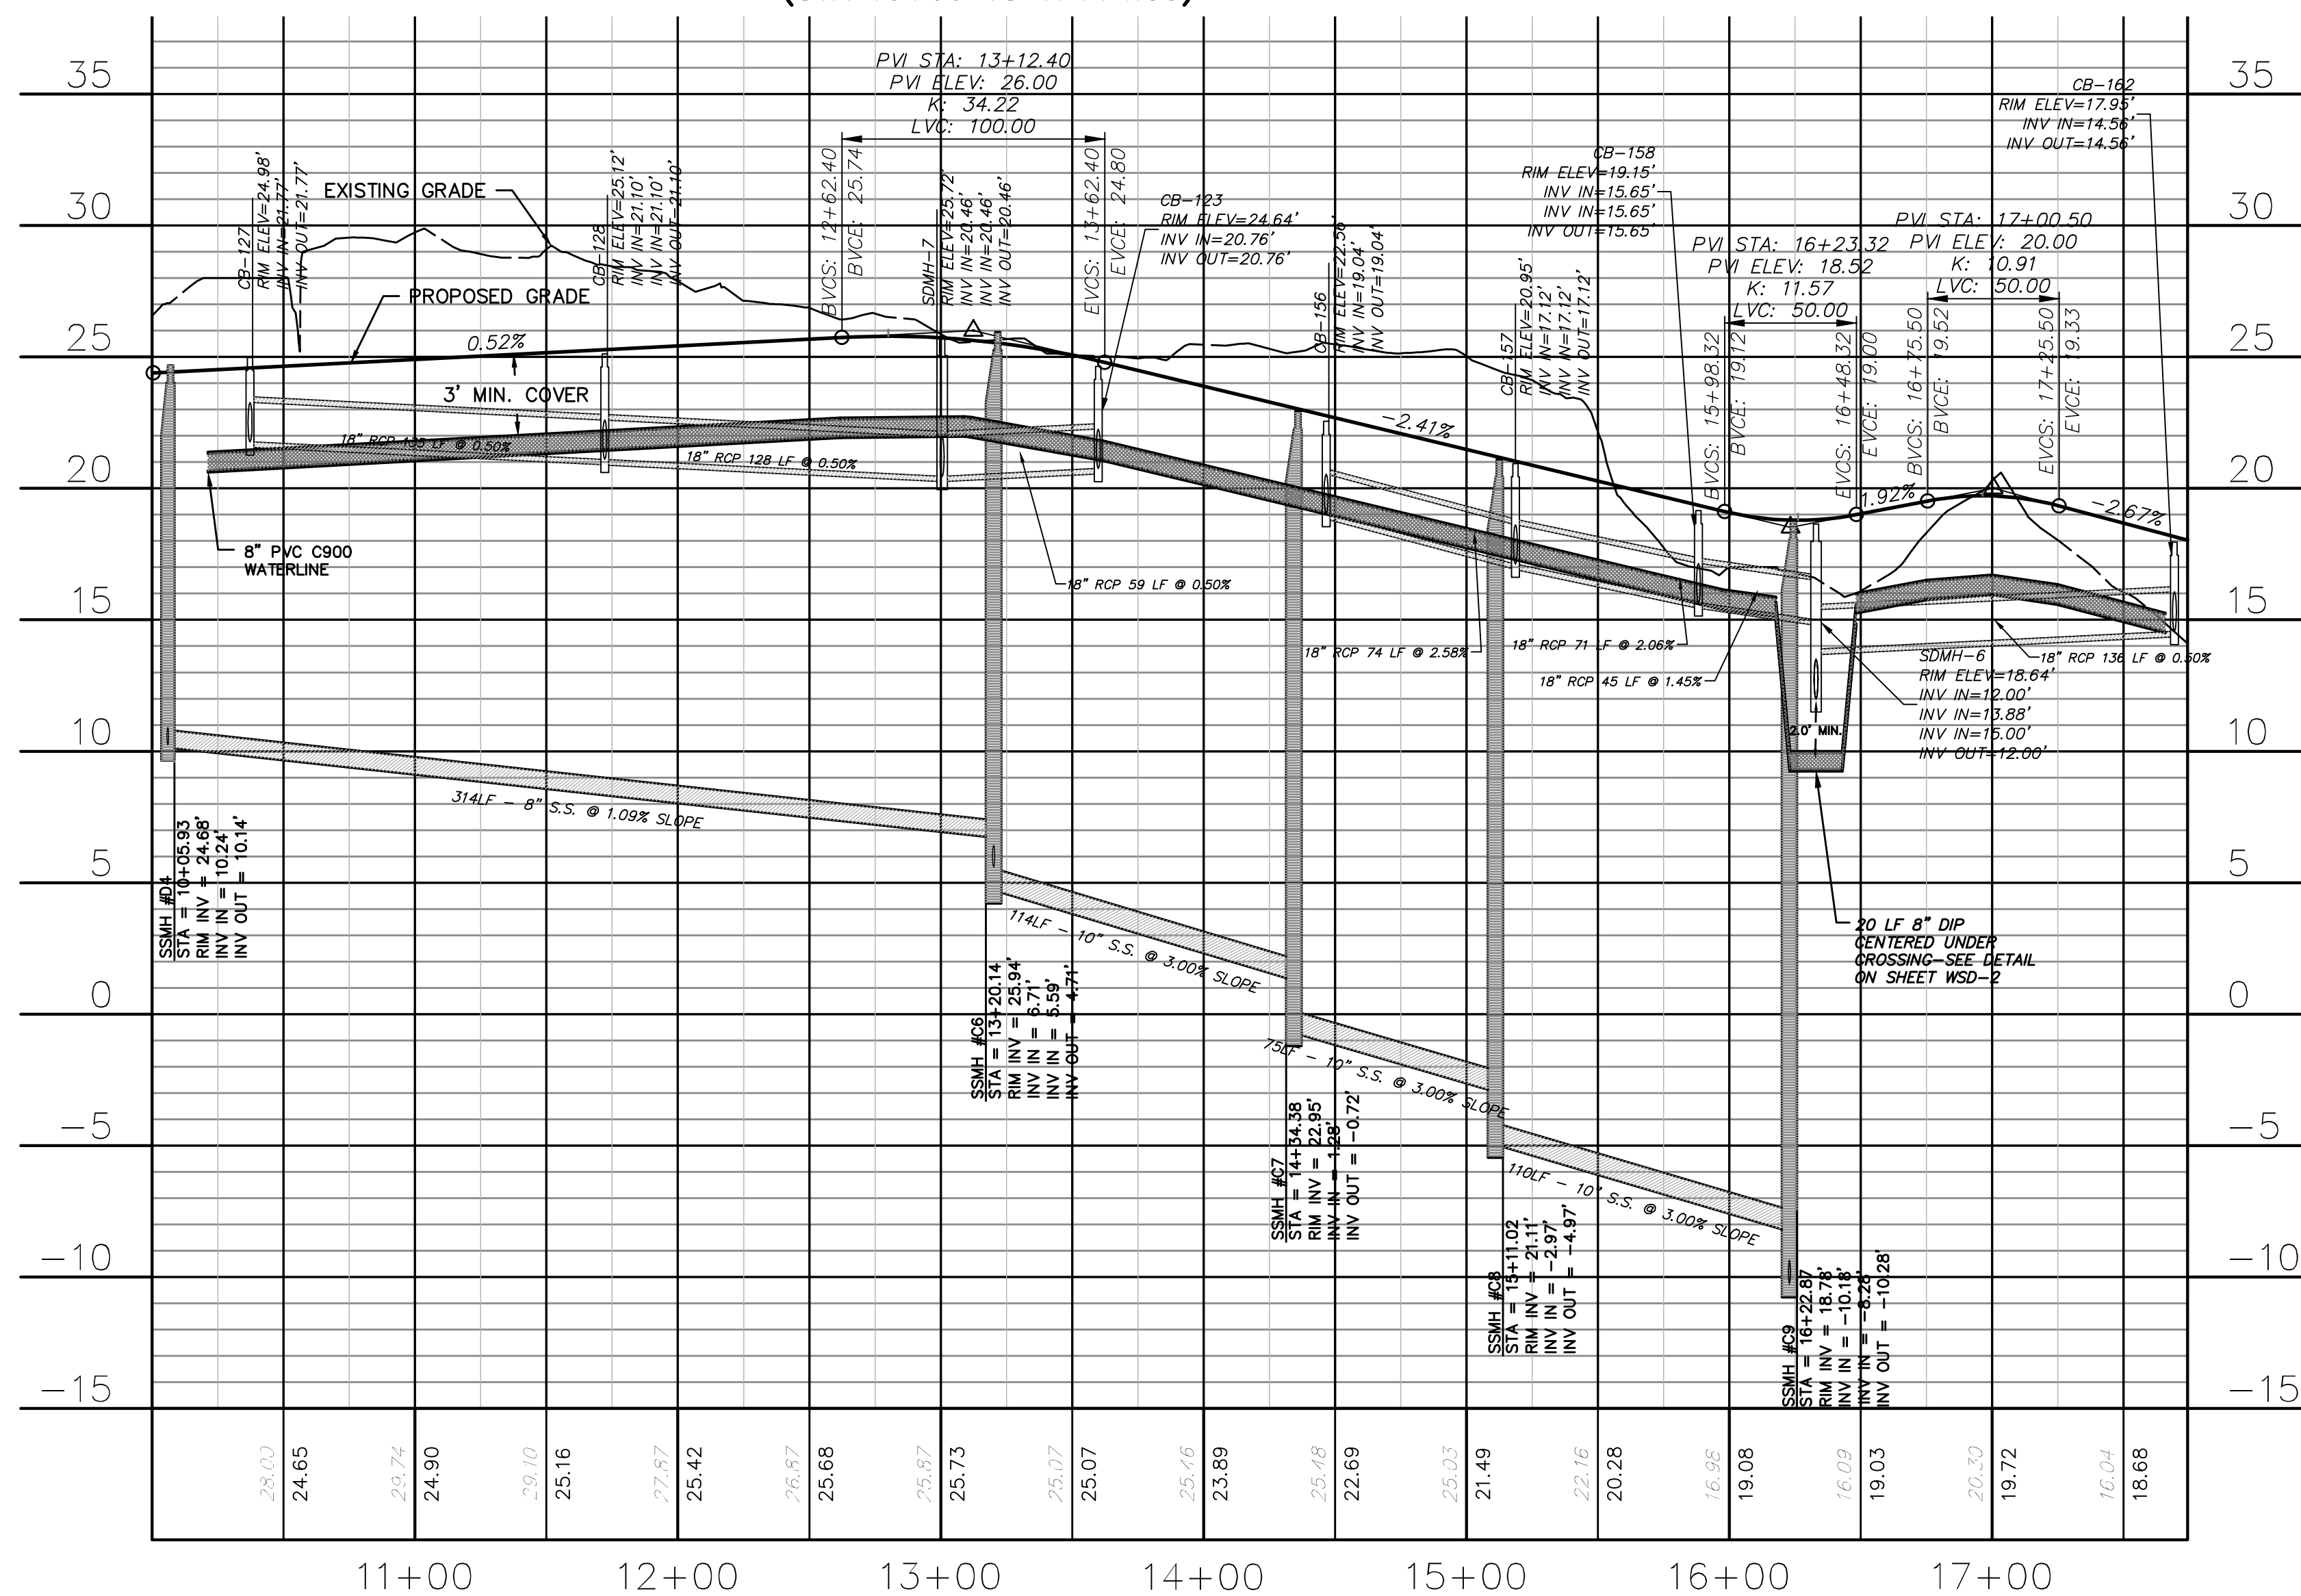 PVI STA: 13+12.40
PVI ELEV: 26.00
K: 34.22
LVC: 100.00
BVCS: 12+62.40
BVCE: 25.74
EVCS: 13+62.40
EVCE: 24.80
PVI STA: 16+23.32
PVI ELEV: 18.52
K: 11.57
LVC: 50.00
BVCS: 15+98.32
BVCE: 19.12
EVCS: 16+48.32
EVCE: 19.00
PVI STA: 17+00.50
PVI ELEV: 20.00
K: 10.91
LVC: 50.00
BVCS: 16+75.50
BVCE: 19.52
EVCS: 17+25.50
EVCE: 19.33
CB-162
RIM ELEV=17.95'
INV IN=14.56'
INV OUT=14.56'
CB-158
RIM ELEV=19.15'
INV IN=15.65'
INV IN=15.65'
INV OUT=15.65'
CB-123
RIM ELEV=24.64'
INV IN=20.76'
INV OUT=20.76'
CB-127
RIM ELEV=24.98'
INV IN=21.77'
INV OUT=21.77'
CB-128
RIM ELEV=25.12'
INV IN=21.10'
INV IN=21.10'
INV OUT=21.10'
SDMH-7
RIM ELEV=25.72'
INV IN=20.46'
INV IN=20.46'
INV OUT=20.46'
CB-156
RIM ELEV=22.56'
INV IN=19.04'
INV OUT=19.04'
CB-157
RIM ELEV=20.95'
INV IN=17.12'
INV IN=17.12'
INV OUT=17.12'
EXISTING GRADE
PROPOSED GRADE
0.52%
3' MIN. COVER
-2.41%
1.92%
-2.67%
18" RCP 135 LF @ 0.50%
18" RCP 128 LF @ 0.50%
18" RCP 59 LF @ 0.50%
18" RCP 74 LF @ 2.58%
18" RCP 71 LF @ 2.06%
18" RCP 45 LF @ 1.45%
18" RCP 136 LF @ 0.50%
8" PVC C900
WATERLINE
SDMH-6
RIM ELEV=18.64'
INV IN=12.00'
INV IN=13.88'
INV IN=15.00'
INV OUT=12.00'
2.0' MIN.
20 LF 8" DIP
CENTERED UNDER
CROSSING-SEE DETAIL
ON SHEET WSD-2
314LF - 8" S.S. @ 1.09% SLOPE
114LF - 10" S.S. @ 3.00% SLOPE
75LF - 10" S.S. @ 3.00% SLOPE
110LF - 10" S.S. @ 3.00% SLOPE
SSMH #D4
STA = 10+05.93
RIM INV = 24.68'
INV IN = 10.24'
INV OUT = 10.14'
SSMH #C6
STA = 13+20.14
RIM INV = 25.94'
INV IN = 6.71'
INV IN = 5.59'
INV OUT = 4.71'
SSMH #C7
STA = 14+34.38
RIM INV = 22.95'
INV IN = 1.28'
INV OUT = -0.72'
SSMH #C8
STA = 15+11.02
RIM INV = 21.11'
INV IN = -2.97'
INV OUT = -4.97'
SSMH #C9
STA = 16+22.87
RIM INV = 18.78'
INV IN = -10.18'
INV IN = -8.28'
INV OUT = -10.28'
35 35
30 30
25 25
20 20
15 15
10 10
5 5
0 0
-5 -5
-10 -10
-15 -15
28.00 24.65
29.74 24.90
29.10 25.16
27.87 25.42
26.87 25.68
25.87 25.73
25.07 25.07
25.46 23.89
25.48 22.69
25.03 21.49
22.16 20.28
16.98 19.08
16.09 19.03
20.30 19.72
16.04 18.68
11+00 12+00 13+00 14+00 15+00 16+00 17+00